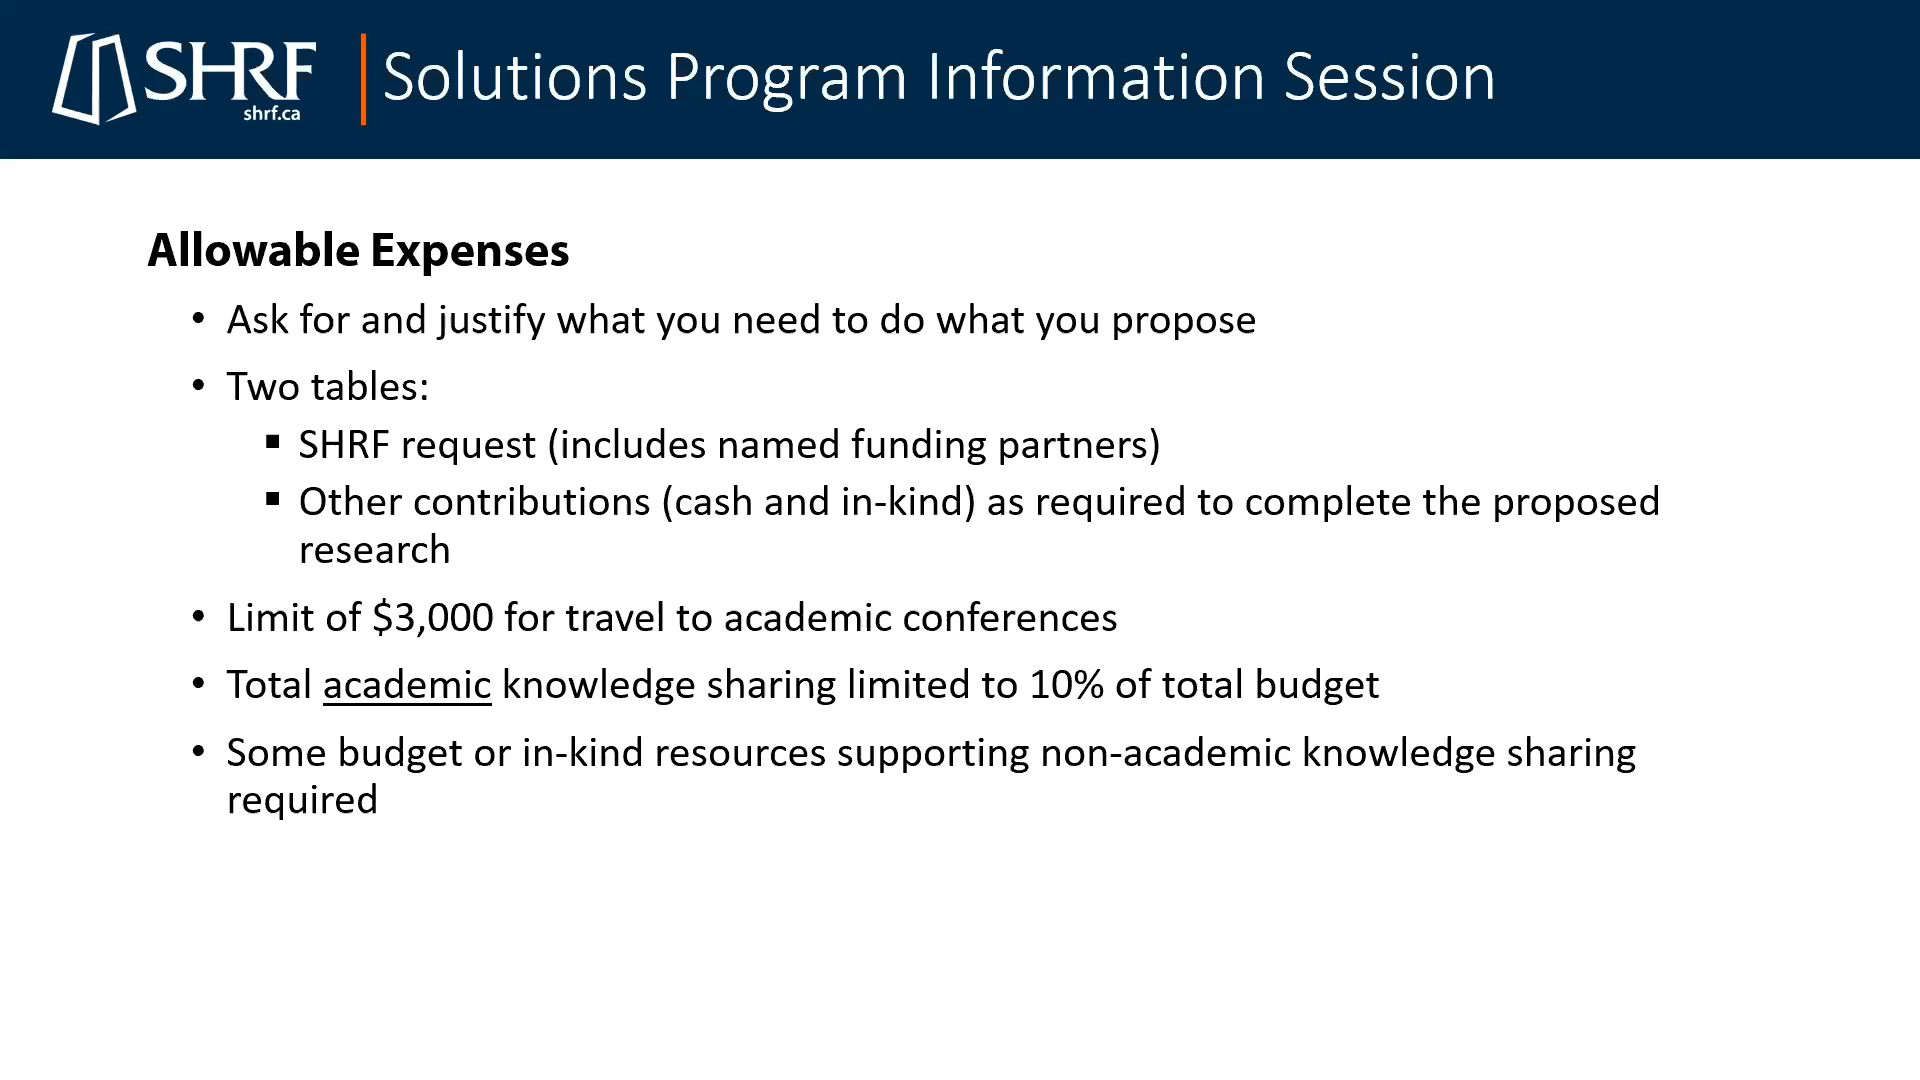 SHRF
shrf.ca
Solutions Program Information Session
Allowable Expenses
• Ask for and justify what you need to do what you propose
• Two tables:
▪ SHRF request (includes named funding partners)
▪ Other contributions (cash and in-kind) as required to complete the proposed
research
• Limit of $3,000 for travel to academic conferences
• Total academic knowledge sharing limited to 10% of total budget
• Some budget or in-kind resources supporting non-academic knowledge sharing
required